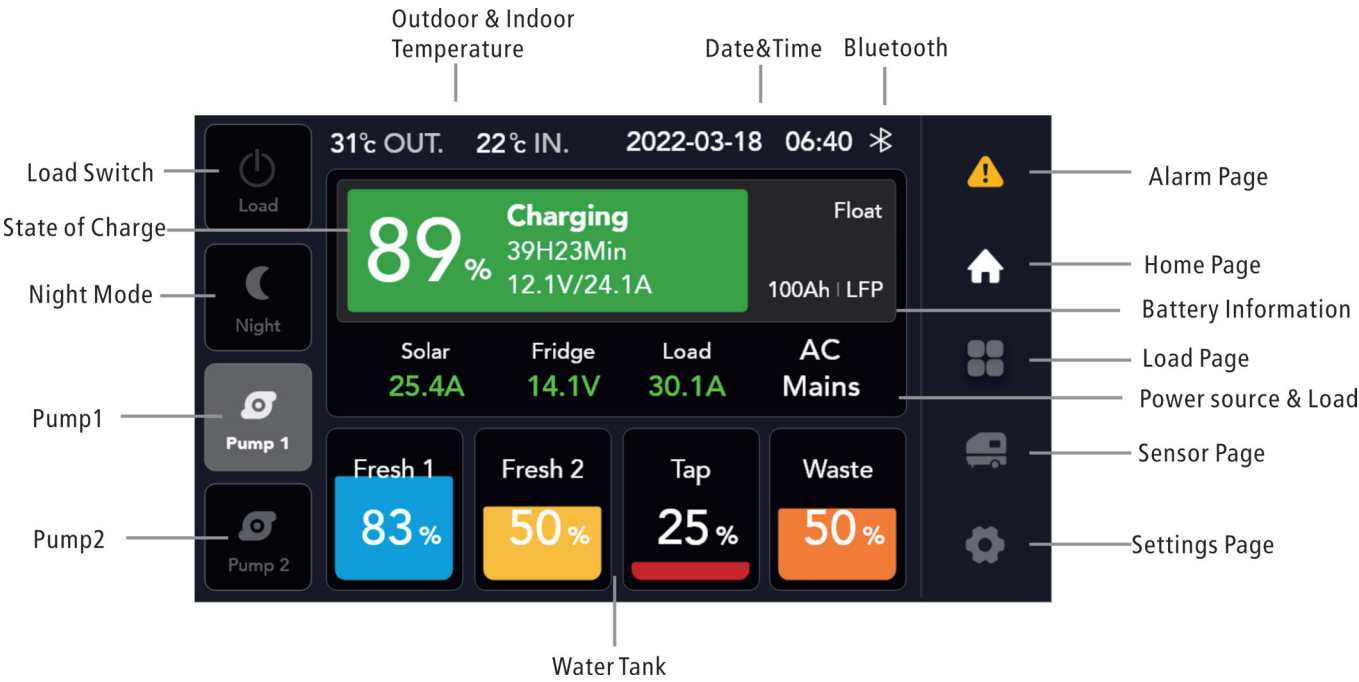 Outdoor & Indoor
Temperature
Date&Time
Bluetooth
Load Switch
State of Charge
Night Mode
Pump1
Pump2
31℃ OUT.
22℃ IN.
2022-03-18
06:40
Load
Night
Pump 1
Pump 2
89%
Charging
39H23Min
12.1V/24.1A
Float
100Ah | LFP
Solar
25.4A
Fridge
14.1V
Load
30.1A
AC
Mains
Fresh 1
83%
Fresh 2
50%
Tap
25%
Waste
50%
Alarm Page
Home Page
Battery Information
Load Page
Power source & Load
Sensor Page
Settings Page
Water Tank